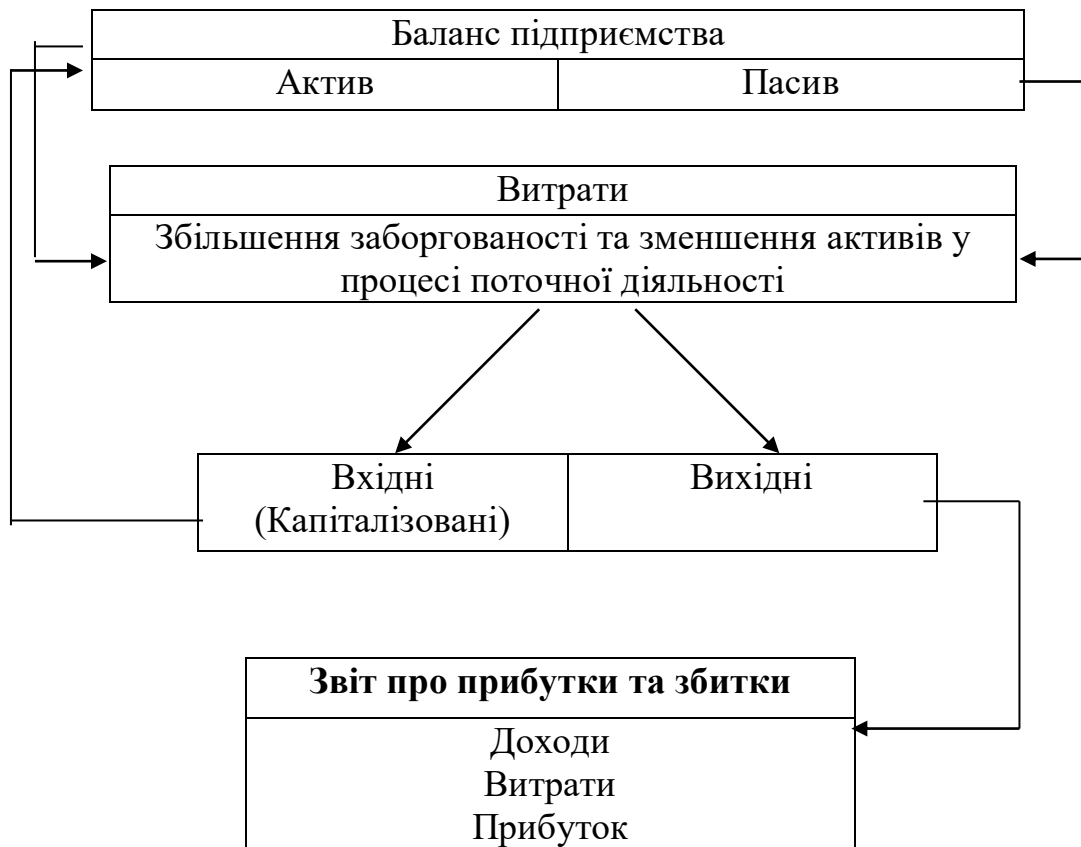 Баланс підприємства
Актив
Пасив
Витрати
Збільшення заборгованості та зменшення активів у
процесі поточної діяльності
Вхідні
(Капіталізовані)
Вихідні
Звіт про прибутки та збитки
Доходи
Витрати
Прибуток